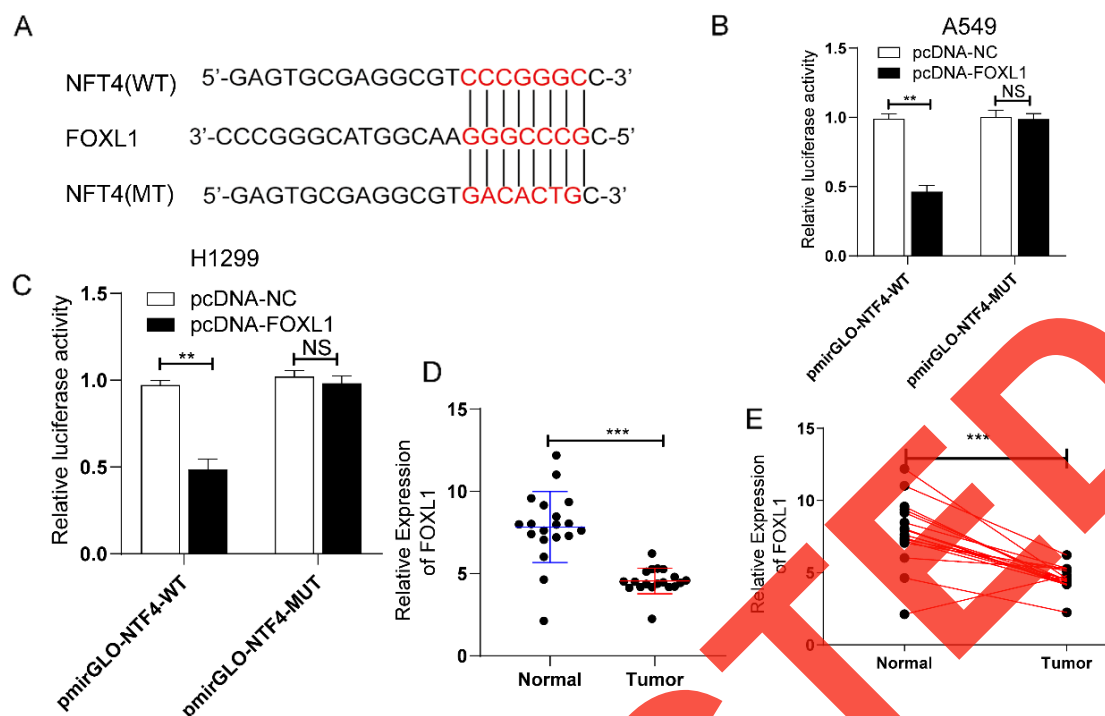 A
NFT4(WT) 5’-GAGTGCGAGGCGTCCCGGGCC-3’
FOXL1 3’-CCCGGGCATGGCAAGGGCCCGC-5’
NFT4(MT) 5’-GAGTGCGAGGCGTGACACTGC-3’
B
A549
pcDNA-NC
pcDNA-FOXL1
Relative luciferase activity
1.5
1.0
0.5
0.0
**
NS
pmirGLO-NTF4-WT
pmirGLO-NTF4-MUT
C
H1299
pcDNA-NC
pcDNA-FOXL1
Relative luciferase activity
1.5
1.0
0.5
0.0
**
NS
pmirGLO-NTF4-WT
pmirGLO-NTF4-MUT
D
Relative Expression
of FOXL1
15
10
5
0
***
Normal Tumor
E
Relative Expression
of FOXL1
15
10
5
0
***
Normal Tumor
STED